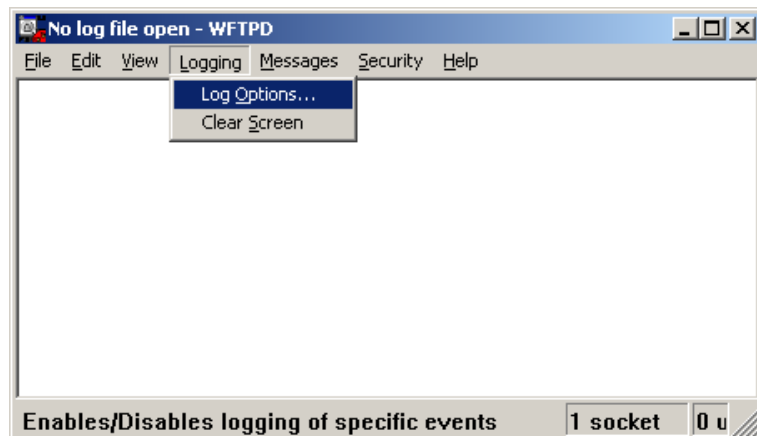 No log file open - WFTPD
File Edit View Logging Messages Security Help
Log Options...
Clear Screen
Enables/Disables logging of specific events 1 socket 0 u